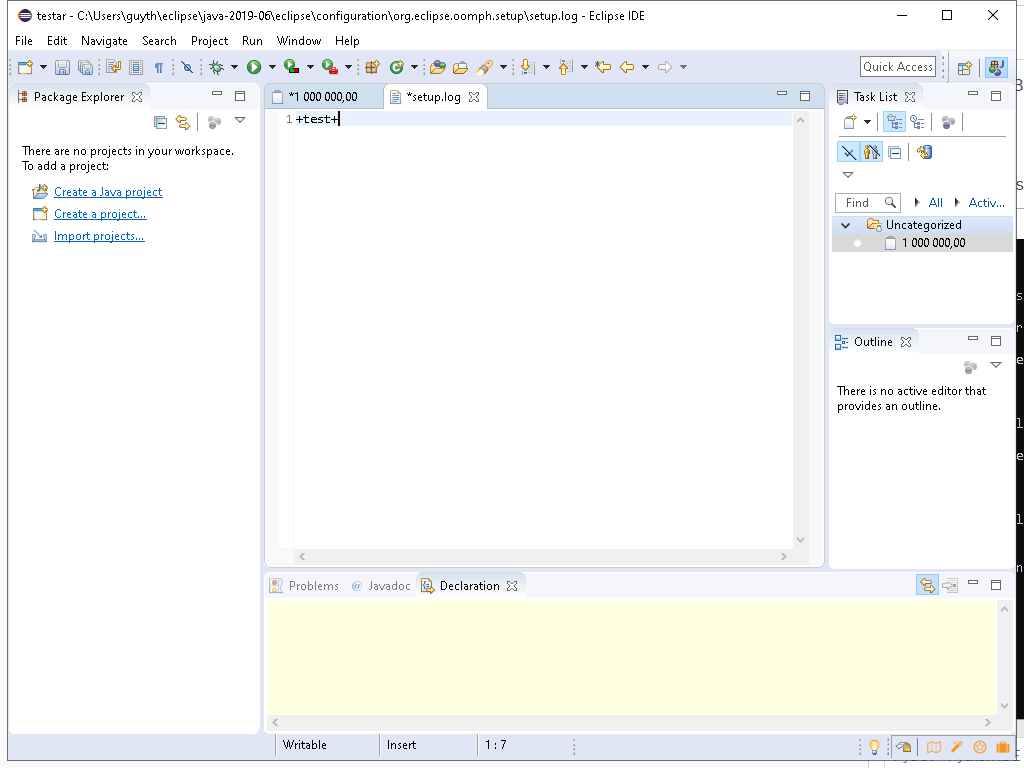 testar - C:\Users\guyth\eclipse\java-2019-06\eclipse\configuration\org.eclipse.oomph.setup\setup.log - Eclipse IDE
File Edit Navigate Search Project Run Window Help
Quick Access
Package Explorer
There are no projects in your workspace.
To add a project:
Create a Java project
Create a project...
Import projects...
*1 000 000,00 *setup.log
1 +test+
Task List
Find All Activ...
Uncategorized
1 000 000,00
Outline
There is no active editor that
provides an outline.
Problems @ Javadoc Declaration
Writable Insert 1 : 7